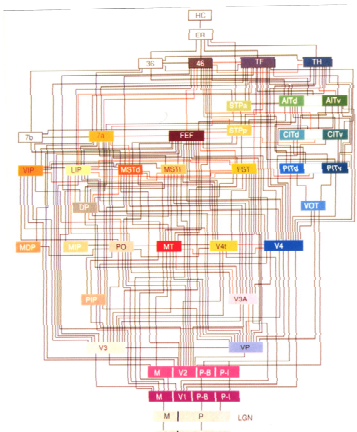 HC
ER
36 46 TF TH
STPa AITd AITv
7b 7a FEF STPp CITd CITv
VIP LIP MSTd MSTl FST PITd PITv
DP VOT
MDP MIP PO MT V4t V4
PIP V3A
V3 VP
M V2 P-B P-I
M V1 P-B P-I
M P LGN